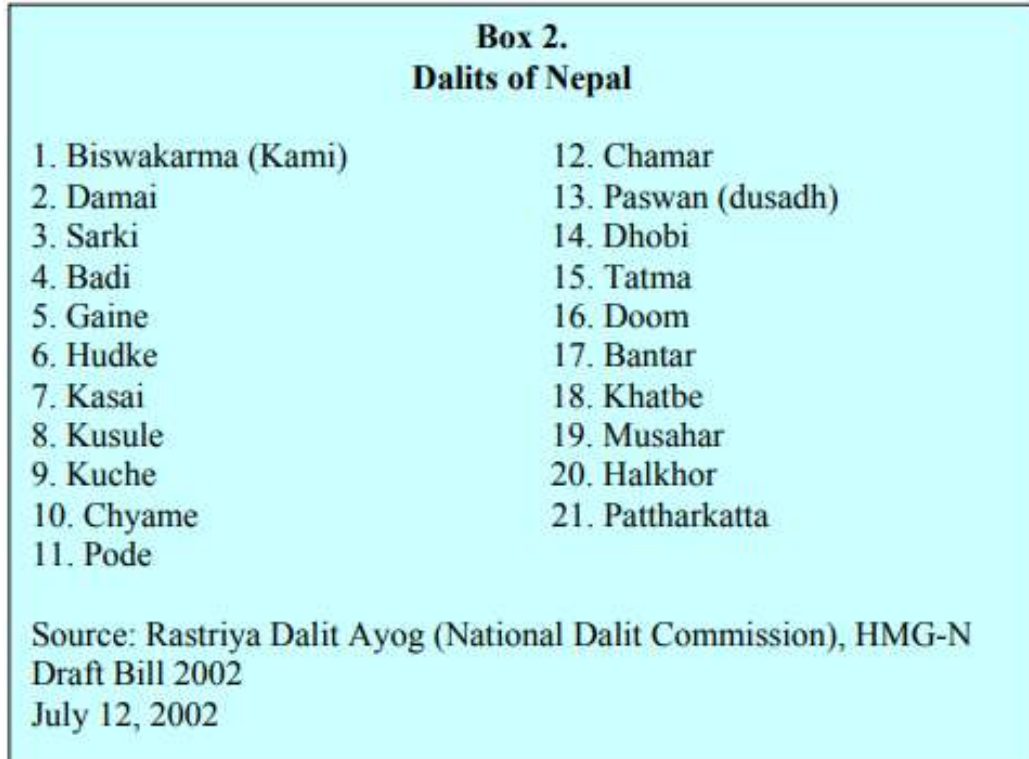 Box 2.
Dalits of Nepal
1. Biswakarma (Kami)
2. Damai
3. Sarki
4. Badi
5. Gaine
6. Hudke
7. Kasai
8. Kusule
9. Kuche
10. Chyame
11. Pode
12. Chamar
13. Paswan (dusadh)
14. Dhobi
15. Tatma
16. Doom
17. Bantar
18. Khatbe
19. Musahar
20. Halkhor
21. Pattharkatta
Source: Rastriya Dalit Ayog (National Dalit Commission), HMG-N
Draft Bill 2002
July 12, 2002